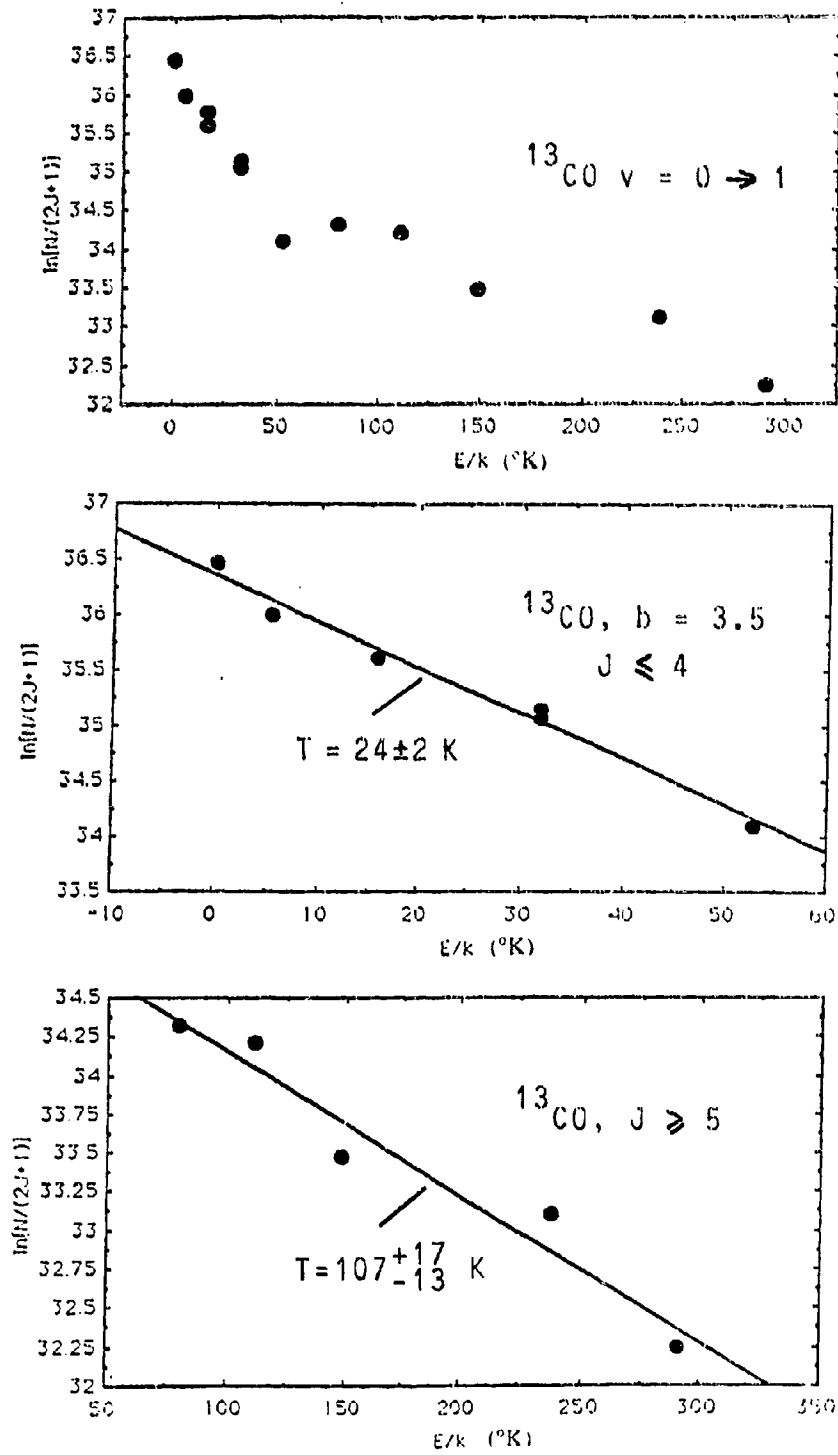 37
36.5
36
35.5
35
34.5
34
33.5
33
32.5
32
ln[N/(2J+1)]
¹³CO v = 0 → 1
0 50 100 150 200 250 300
E/k (°K)
37
36.5
36
35.5
35
34.5
34
33.5
ln[N/(2J+1)]
¹³CO, b = 3.5
J ⩽ 4
T = 24±2 K
-10 0 10 20 30 40 50 60
E/k (°K)
34.5
34.25
34
33.75
33.5
33.25
33
32.75
32.5
32.25
32
ln[N/(2J+1)]
¹³CO, J ⩾ 5
T=107 +17 -13 K
50 100 150 200 250 300 350
E/k (°K)